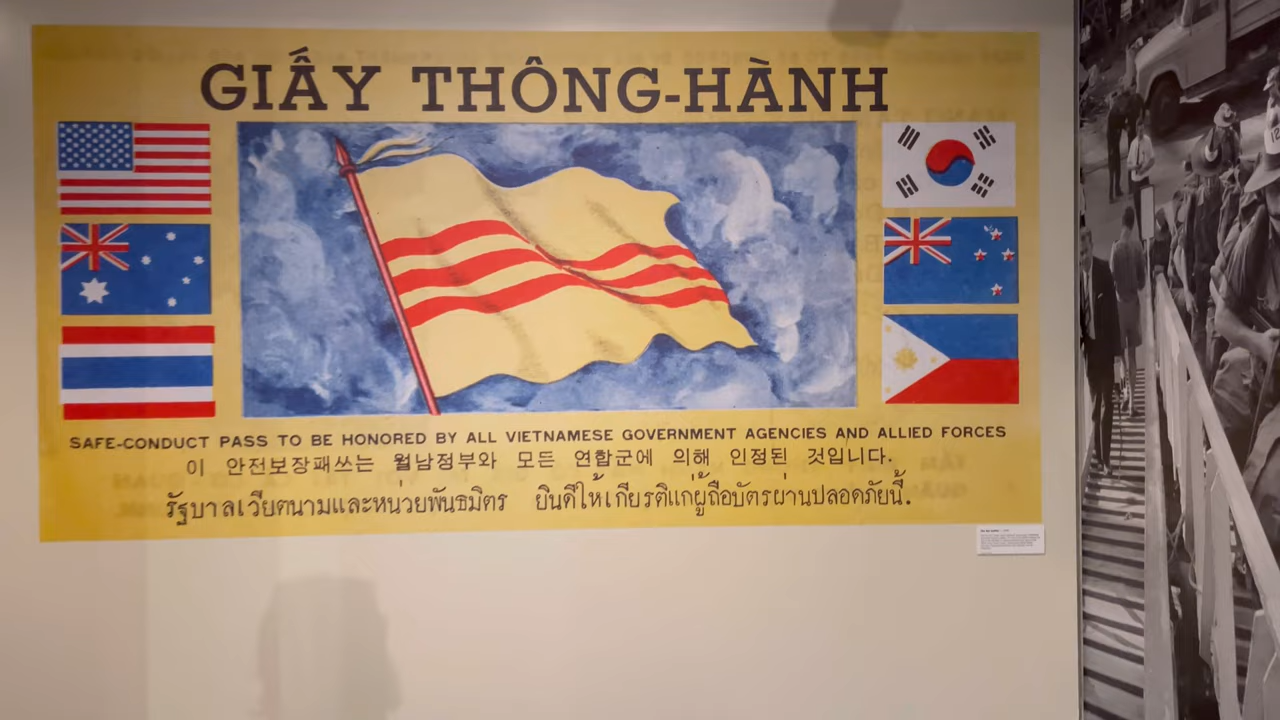 GIẤY THÔNG-HÀNH
SAFE-CONDUCT PASS TO BE HONORED BY ALL VIETNAMESE GOVERNMENT AGENCIES AND ALLIED FORCES
이 안전보장패쓰는 월남정부와 모든 연합군에 의해 인정된 것입니다.
รัฐบาลเวียตนามและหน่วยพันธมิตร ยินดีให้เกียรติแก่ผู้ถือบัตรผ่านปลอดภัยนี้.